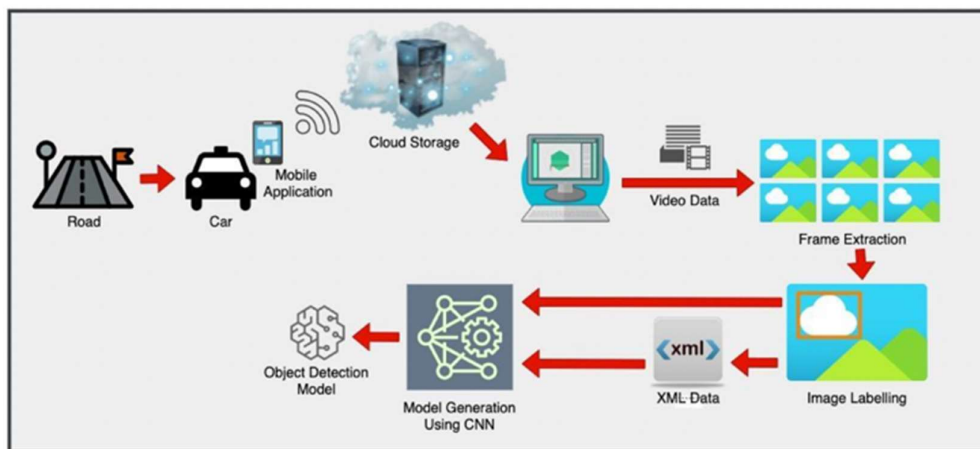 Cloud Storage
Mobile
Application
Road
Car
Video Data
Frame Extraction
xml
Object Detection
Model
Model Generation
Using CNN
XML Data
Image Labelling